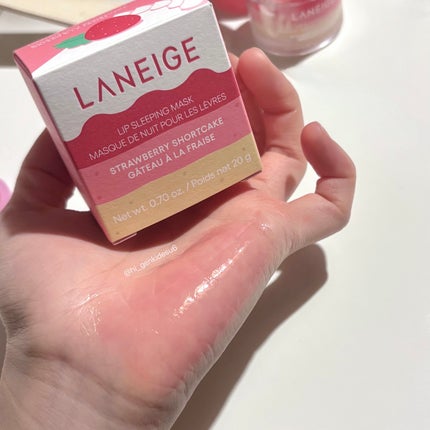 LANEIGE
LIP SLEEPING MASK
MASQUE DE NUIT POUR LES LÈVRES
STRAWBERRY SHORTCAKE
GÂTEAU À LA FRAISE
Net wt. 0.70 oz. / Poids net 20 g
@hi_genkidesu6